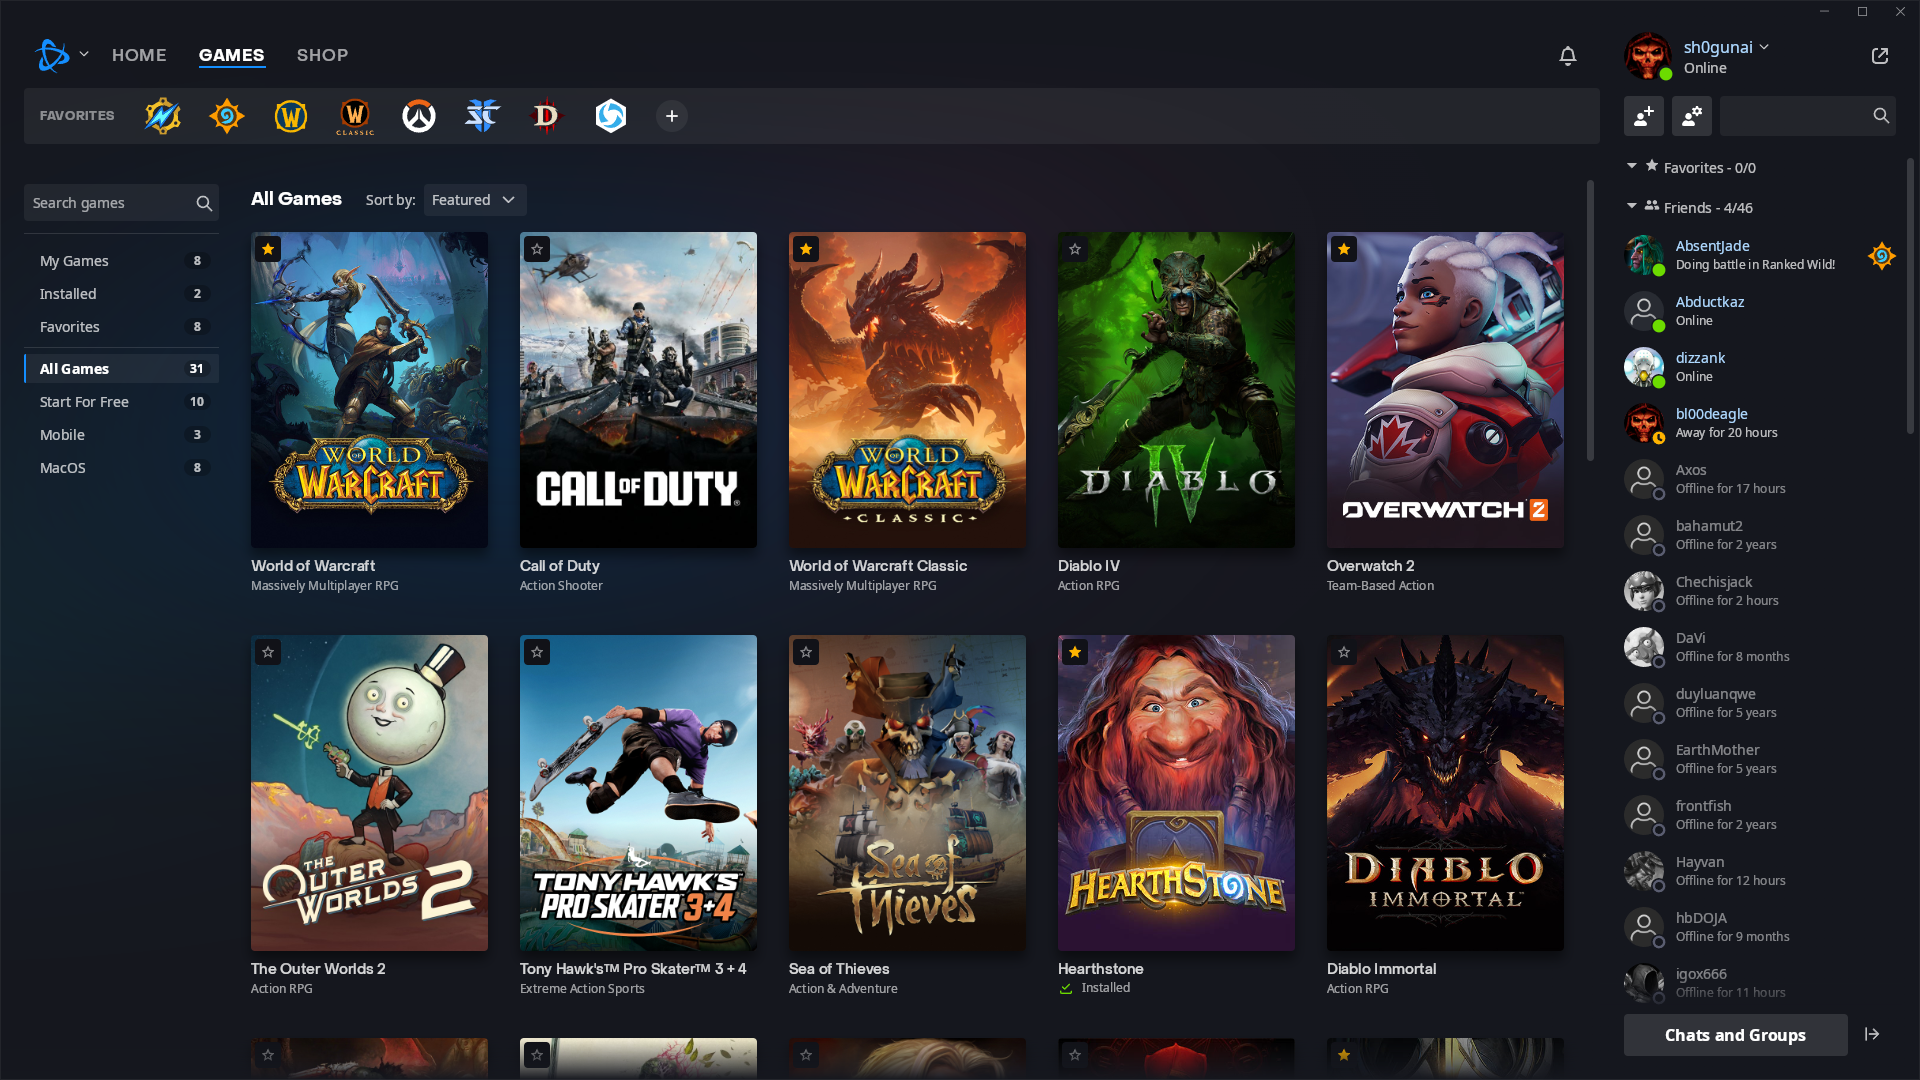 HOME
GAMES
SHOP
sh0gunai
Online
FAVORITES
W
W
CLASSIC
D
Favorites - 0/0
Friends - 4/46
AbsentJade
Doing battle in Ranked Wild!
Abductkaz
Online
dizzank
Online
bl00deagle
Away for 20 hours
Axos
Offline for 17 hours
bahamut2
Offline for 2 years
Chechisjack
Offline for 2 hours
DaVi
Offline for 8 months
duyluanqwe
Offline for 5 years
EarthMother
Offline for 5 years
frontfish
Offline for 2 years
Hayvan
Offline for 12 hours
hbDOJA
Offline for 9 months
igox666
Offline for 11 hours
Chats and Groups
Search games
My Games 8
Installed 2
Favorites 8
All Games 31
Start For Free 10
Mobile 3
MacOS 8
All Games
Sort by: Featured
WORLD OF WARCRAFT
CALL OF DUTY
WORLD OF WARCRAFT CLASSIC
DIABLO IV
OVERWATCH 2
World of Warcraft
Massively Multiplayer RPG
Call of Duty
Action Shooter
World of Warcraft Classic
Massively Multiplayer RPG
Diablo IV
Action RPG
Overwatch 2
Team-Based Action
THE OUTER WORLDS 2
TONY HAWK'S PRO SKATER 3+4
Sea of Thieves
HEARTHSTONE
DIABLO IMMORTAL
The Outer Worlds 2
Action RPG
Tony Hawk's™ Pro Skater™ 3 + 4
Extreme Action Sports
Sea of Thieves
Action & Adventure
Hearthstone
Installed
Diablo Immortal
Action RPG